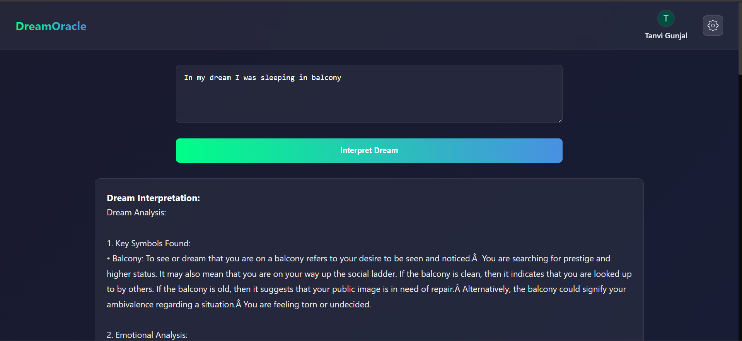 DreamOracle
T
Tanvi Gunjal
In my dream I was sleeping in balcony
Interpret Dream
Dream Interpretation:
Dream Analysis:
1. Key Symbols Found:
• Balcony: To see or dream that you are on a balcony refers to your desire to be seen and noticed.Â  You are searching for prestige and
higher status. It may also mean that you are on your way up the social ladder. If the balcony is clean, then it indicates that you are looked up
to by others. If the balcony is old, then it suggests that your public image is in need of repair.Â Alternatively, the balcony could signify your
ambivalence regarding a situation.Â You are feeling torn or undecided.
2. Emotional Analysis: